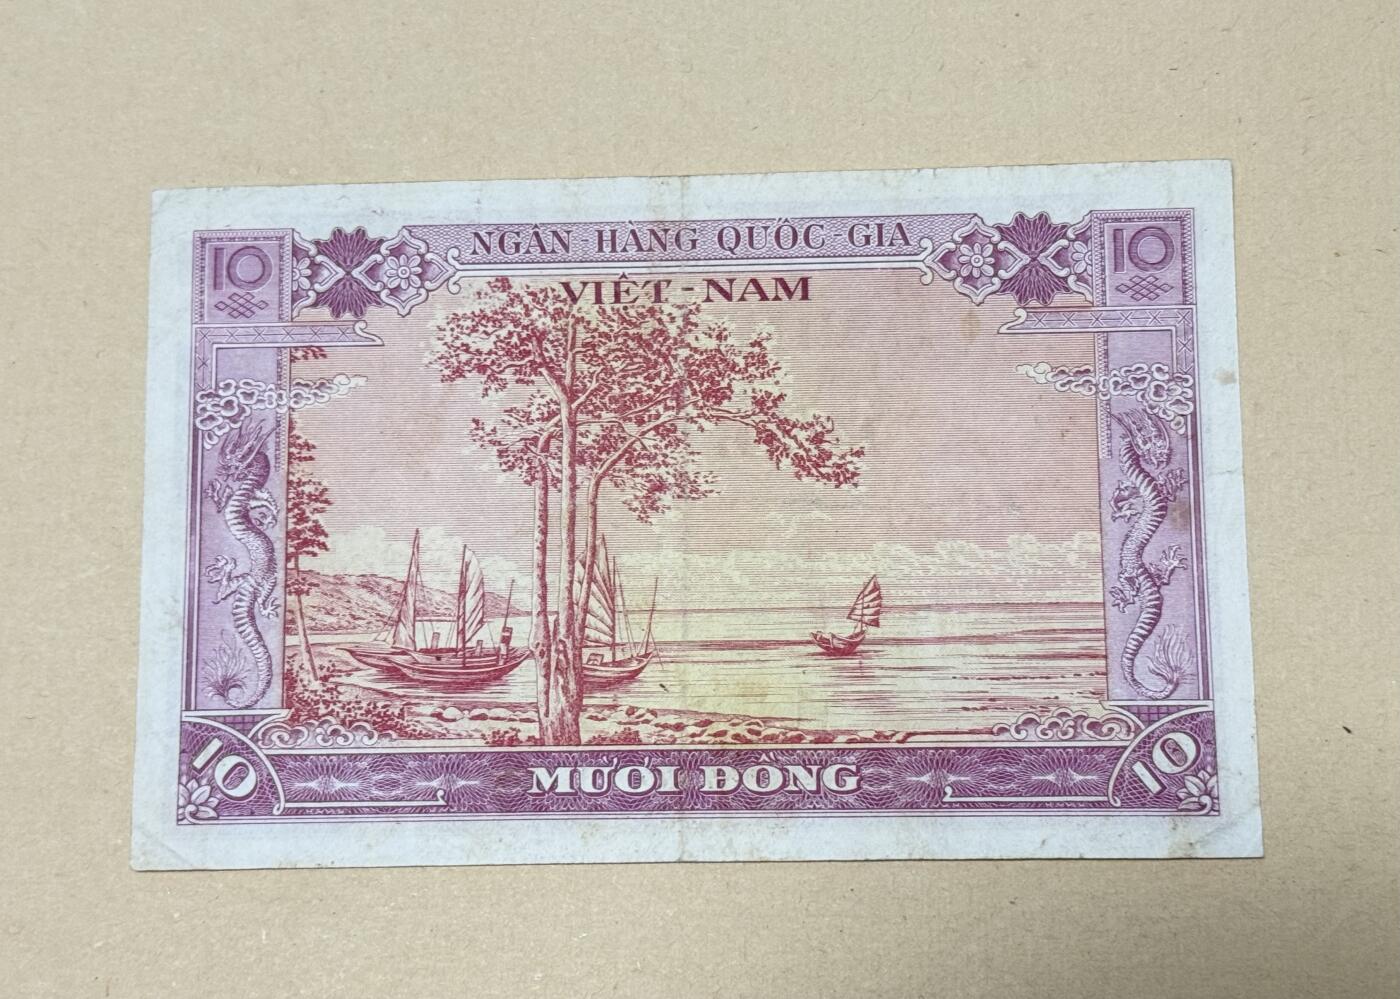 10 NGÂN-HÀNG QUỐC-GIA 10
VIỆT-NAM
10 MƯỜI ĐỒNG 10